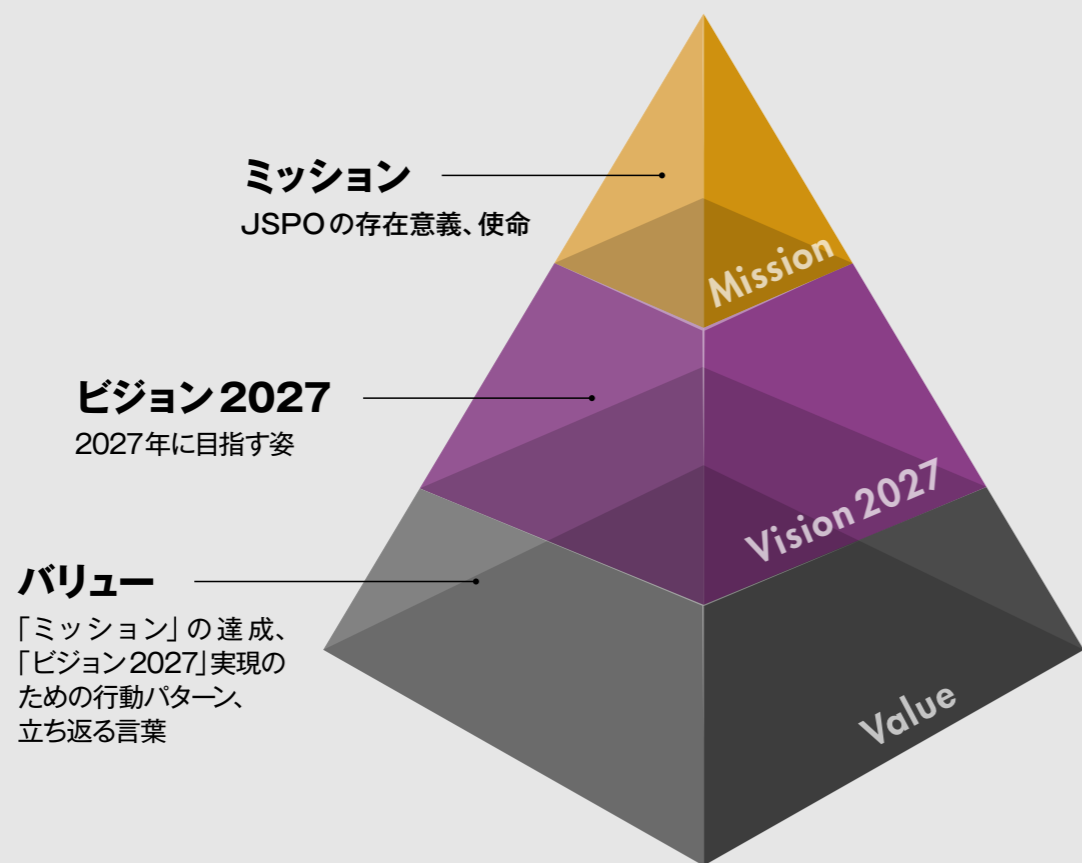 ミッション
JSPOの存在意義、使命
Mission
ビジョン2027
2027年に目指す姿
Vision 2027
バリュー
「ミッション」の達成、
「ビジョン2027」実現の
ための行動パターン、
立ち返る言葉
Value